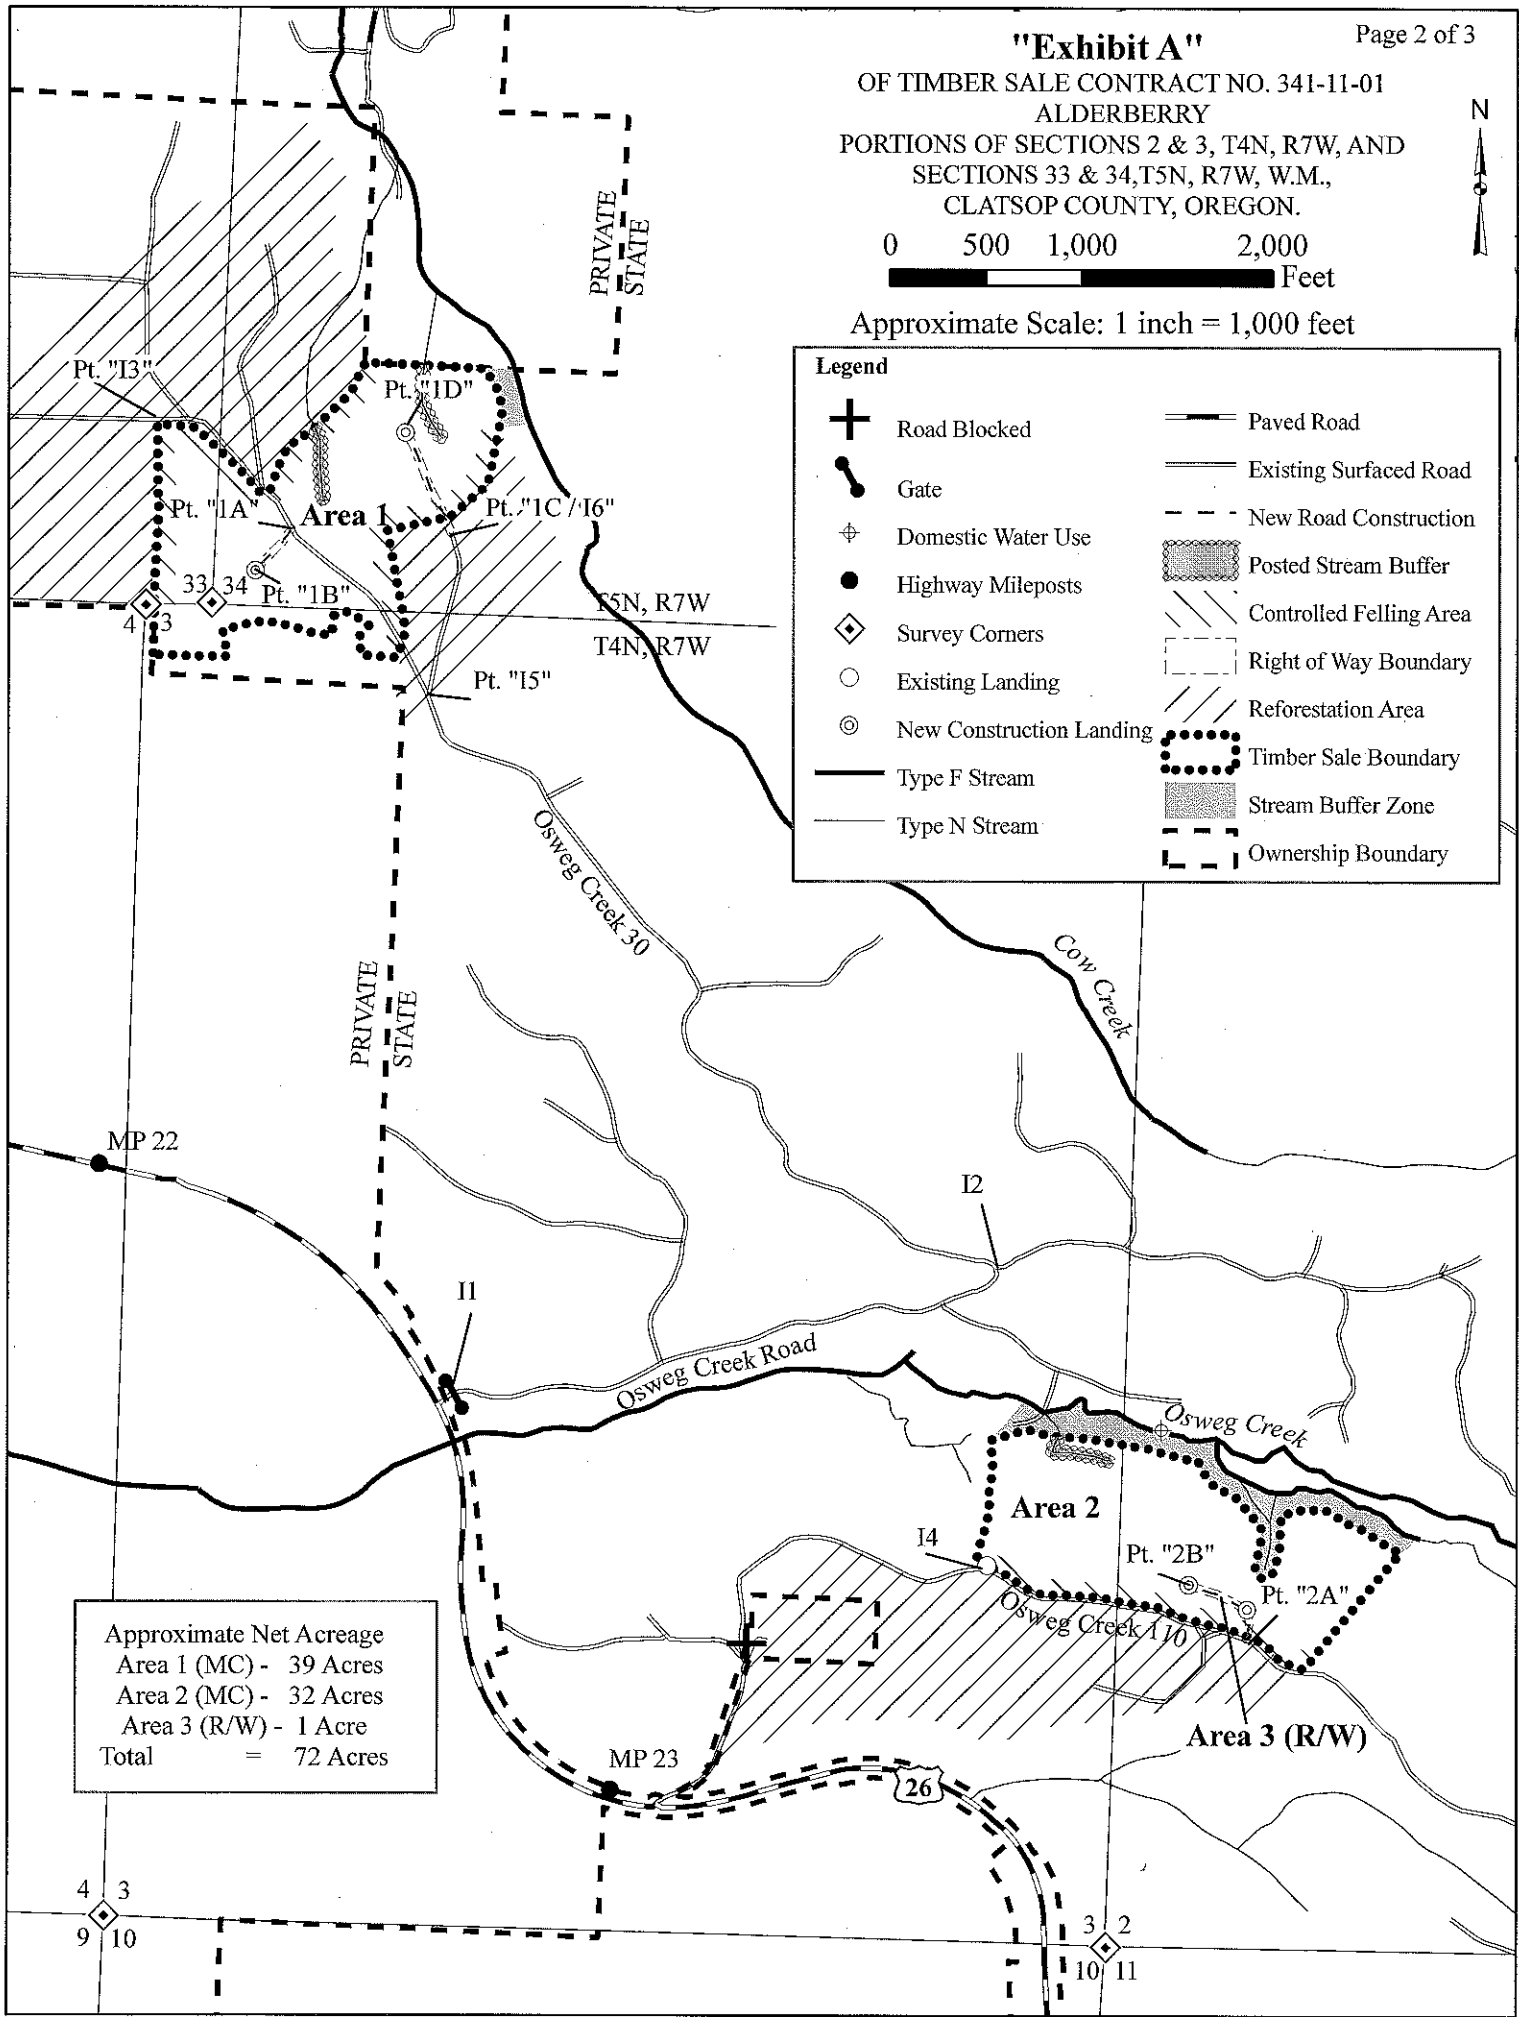 Page 2 of 3
"Exhibit A"
OF TIMBER SALE CONTRACT NO. 341-11-01
ALDERBERRY
PORTIONS OF SECTIONS 2 & 3, T4N, R7W, AND
SECTIONS 33 & 34,T5N, R7W, W.M.,
CLATSOP COUNTY, OREGON.
N
0 500 1,000 2,000
Feet
Approximate Scale: 1 inch = 1,000 feet
Legend
Road Blocked
Gate
Domestic Water Use
Highway Mileposts
Survey Corners
Existing Landing
New Construction Landing
Type F Stream
Type N Stream
Paved Road
Existing Surfaced Road
New Road Construction
Posted Stream Buffer
Controlled Felling Area
Right of Way Boundary
Reforestation Area
Timber Sale Boundary
Stream Buffer Zone
Ownership Boundary
PRIVATE
STATE
Pt. "I3"
Pt. "1D"
Pt. "1A"
Area 1
Pt. "1C / I6"
Pt. "1B"
33 34
4 3
T5N, R7W
T4N, R7W
Pt. "I5"
Osweg Creek 30
Cow Creek
PRIVATE
STATE
MP 22
I2
I1
Osweg Creek Road
Osweg Creek
Area 2
I4
Pt. "2B"
Pt. "2A"
Osweg Creek 110
Area 3 (R/W)
Approximate Net Acreage
Area 1 (MC) - 39 Acres
Area 2 (MC) - 32 Acres
Area 3 (R/W) - 1 Acre
Total = 72 Acres
MP 23
26
4 3
9 10
3 2
10 11